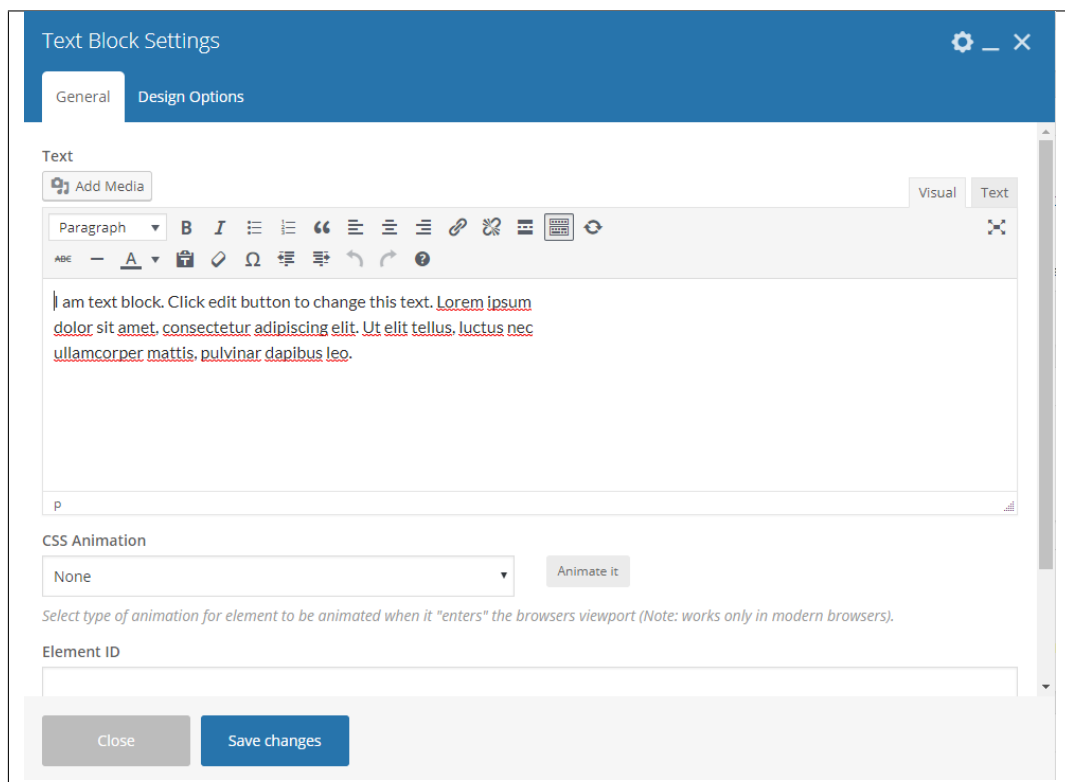 Text Block Settings
General Design Options
Text
Add Media
Visual Text
Paragraph B I
ABE A Ω
I am text block. Click edit button to change this text. Lorem ipsum
dolor sit amet, consectetur adipiscing elit. Ut elit tellus, luctus nec
ullamcorper mattis, pulvinar dapibus leo.
p
CSS Animation
None Animate it
Select type of animation for element to be animated when it "enters" the browsers viewport (Note: works only in modern browsers).
Element ID
Close Save changes